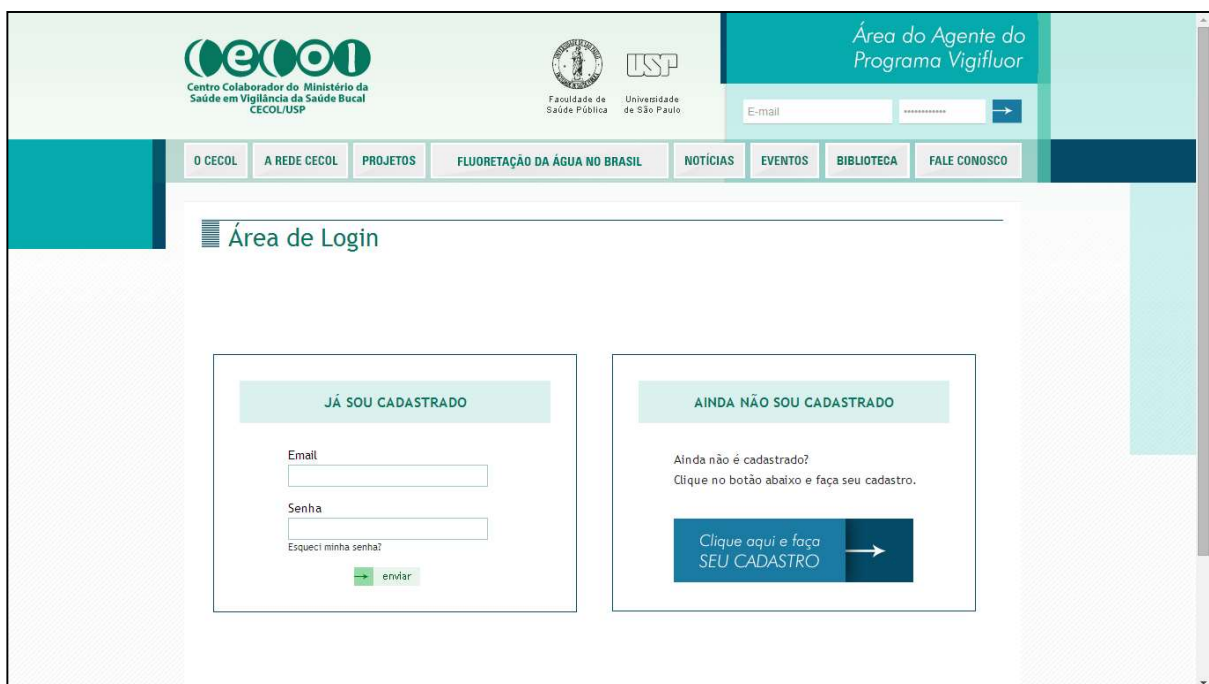 CECOL
Centro Colaborador do Ministério da
Saúde em Vigilância da Saúde Bucal
CECOL/USP
Faculdade de
Saúde Pública
USP
Universidade
de São Paulo
Área do Agente do
Programa Vigifluor
E-mail
••••••••••••
O CECOL
A REDE CECOL
PROJETOS
FLUORETAÇÃO DA ÁGUA NO BRASIL
NOTÍCIAS
EVENTOS
BIBLIOTECA
FALE CONOSCO
Área de Login
JÁ SOU CADASTRADO
Email
Senha
Esqueci minha senha?
enviar
AINDA NÃO SOU CADASTRADO
Ainda não é cadastrado?
Clique no botão abaixo e faça seu cadastro.
Clique aqui e faça
SEU CADASTRO